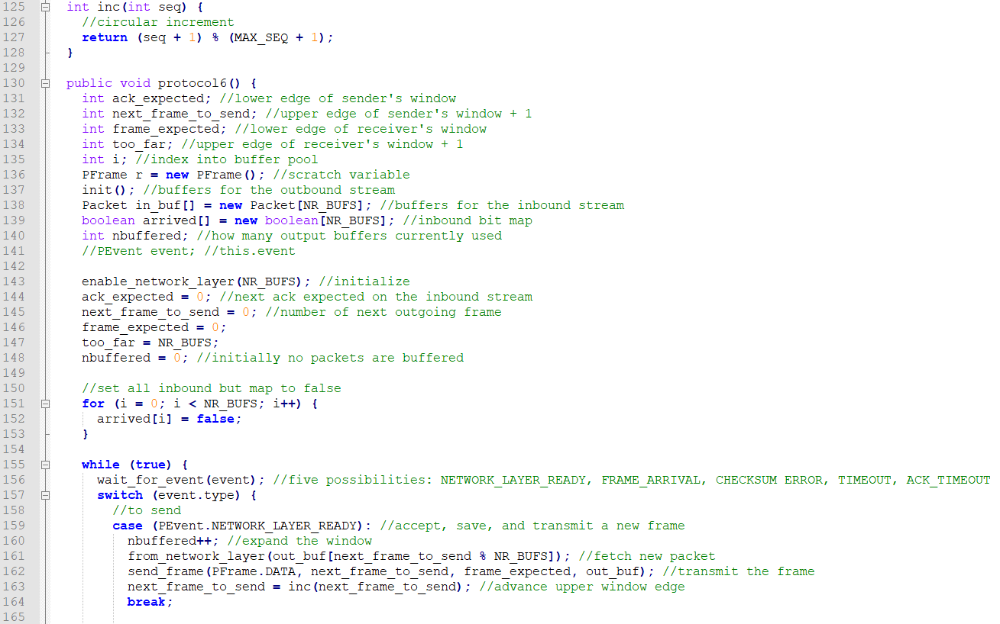 125 int inc(int seq) {
126 //circular increment
127 return (seq + 1) % (MAX_SEQ + 1);
128 }
129
130 public void protocol6() {
131 int ack_expected; //lower edge of sender's window
132 int next_frame_to_send; //upper edge of sender's window + 1
133 int frame_expected; //lower edge of receiver's window
134 int too_far; //upper edge of receiver's window + 1
135 int i; //index into buffer pool
136 PFrame r = new PFrame(); //scratch variable
137 init(); //buffers for the outbound stream
138 Packet in_buf[] = new Packet[NR_BUFS]; //buffers for the inbound stream
139 boolean arrived[] = new boolean[NR_BUFS]; //inbound bit map
140 int nbuffered; //how many output buffers currently used
141 //PEvent event; //this.event
142
143 enable_network_layer(NR_BUFS); //initialize
144 ack_expected = 0; //next ack expected on the inbound stream
145 next_frame_to_send = 0; //number of next outgoing frame
146 frame_expected = 0;
147 too_far = NR_BUFS;
148 nbuffered = 0; //initially no packets are buffered
149
150 //set all inbound but map to false
151 for (i = 0; i < NR_BUFS; i++) {
152 arrived[i] = false;
153 }
154
155 while (true) {
156 wait_for_event(event); //five possibilities: NETWORK_LAYER_READY, FRAME_ARRIVAL, CHECKSUM ERROR, TIMEOUT, ACK_TIMEOUT
157 switch (event.type) {
158 //to send
159 case (PEvent.NETWORK_LAYER_READY): //accept, save, and transmit a new frame
160 nbuffered++; //expand the window
161 from_network_layer(out_buf[next_frame_to_send % NR_BUFS]); //fetch new packet
162 send_frame(PFrame.DATA, next_frame_to_send, frame_expected, out_buf); //transmit the frame
163 next_frame_to_send = inc(next_frame_to_send); //advance upper window edge
164 break;
165